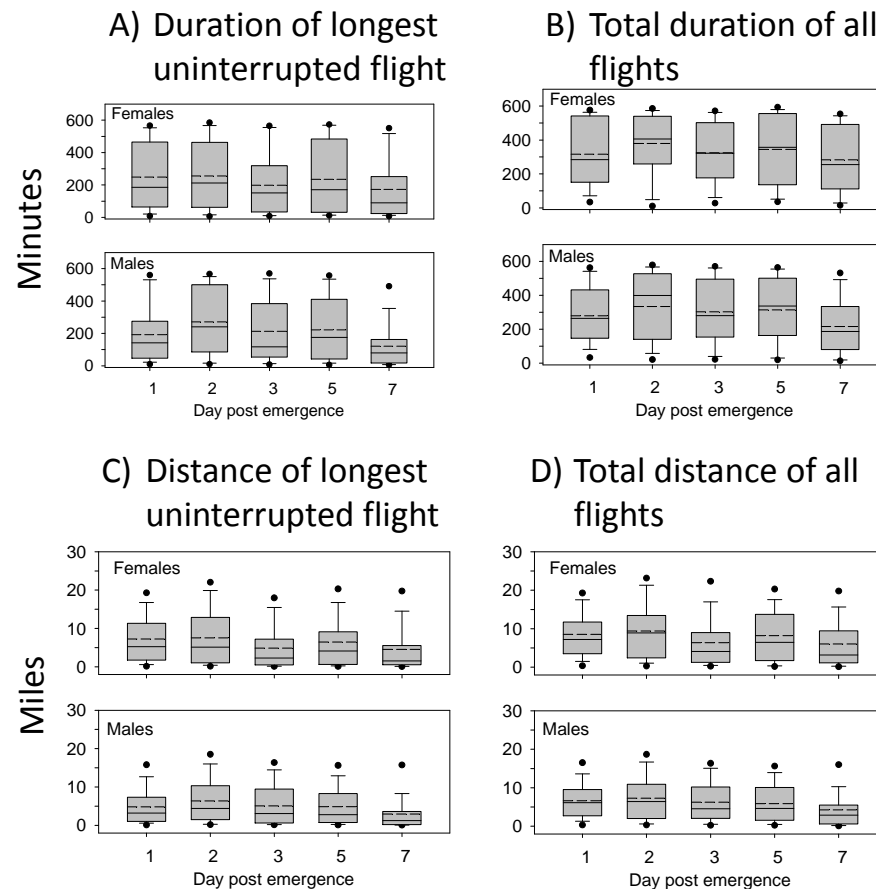 A) Duration of longest
uninterrupted flight
B) Total duration of all
flights
Minutes
Females
600
400
200
0
Males
600
400
200
0
1 2 3 5 7
Day post emergence
Females
600
400
200
0
Males
600
400
200
0
1 2 3 5 7
Day post emergence
C) Distance of longest
uninterrupted flight
D) Total distance of all
flights
Miles
30
Females
20
10
0
30
Males
20
10
0
1 2 3 5 7
Day post emergence
30
Females
20
10
0
30
Males
20
10
0
1 2 3 5 7
Day post emergence